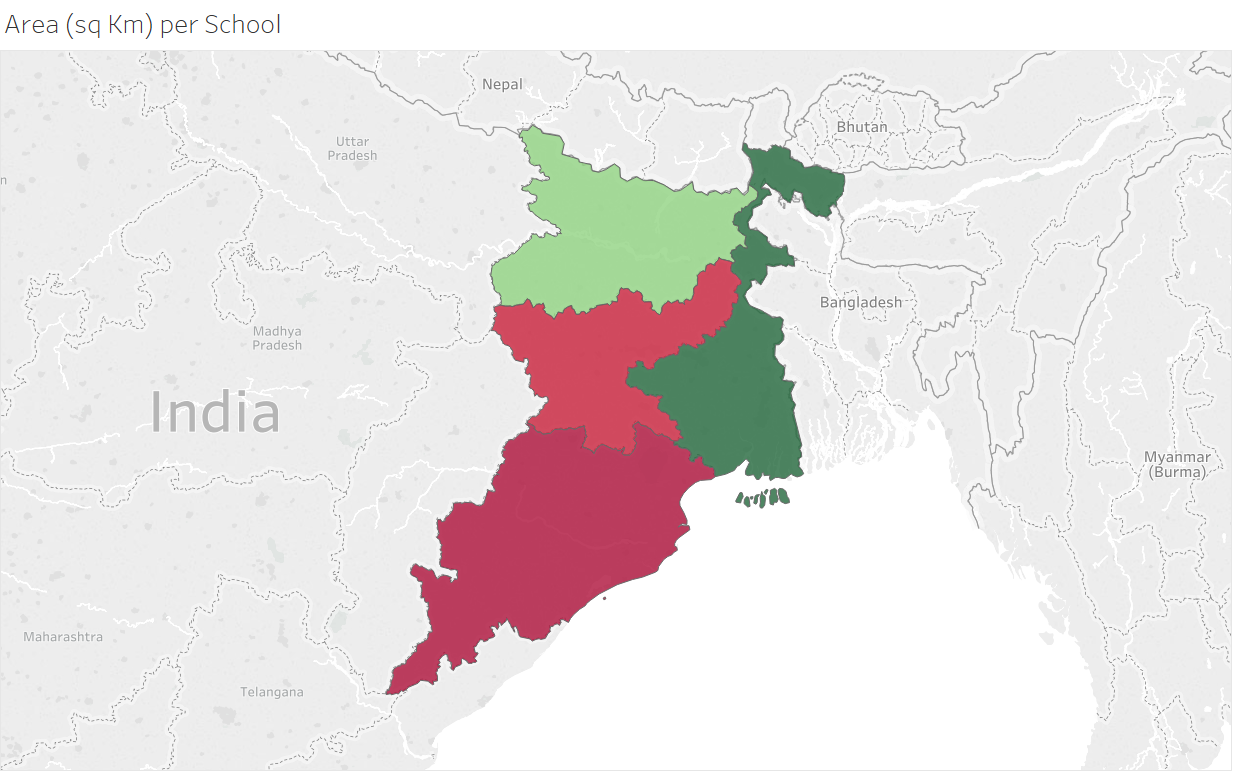 Area (sq Km) per School
Nepal
Bhutan
Uttar
Pradesh
n
Bangladesh
Madhya
Pradesh
India
Myanmar
(Burma)
Maharashtra
Telangana